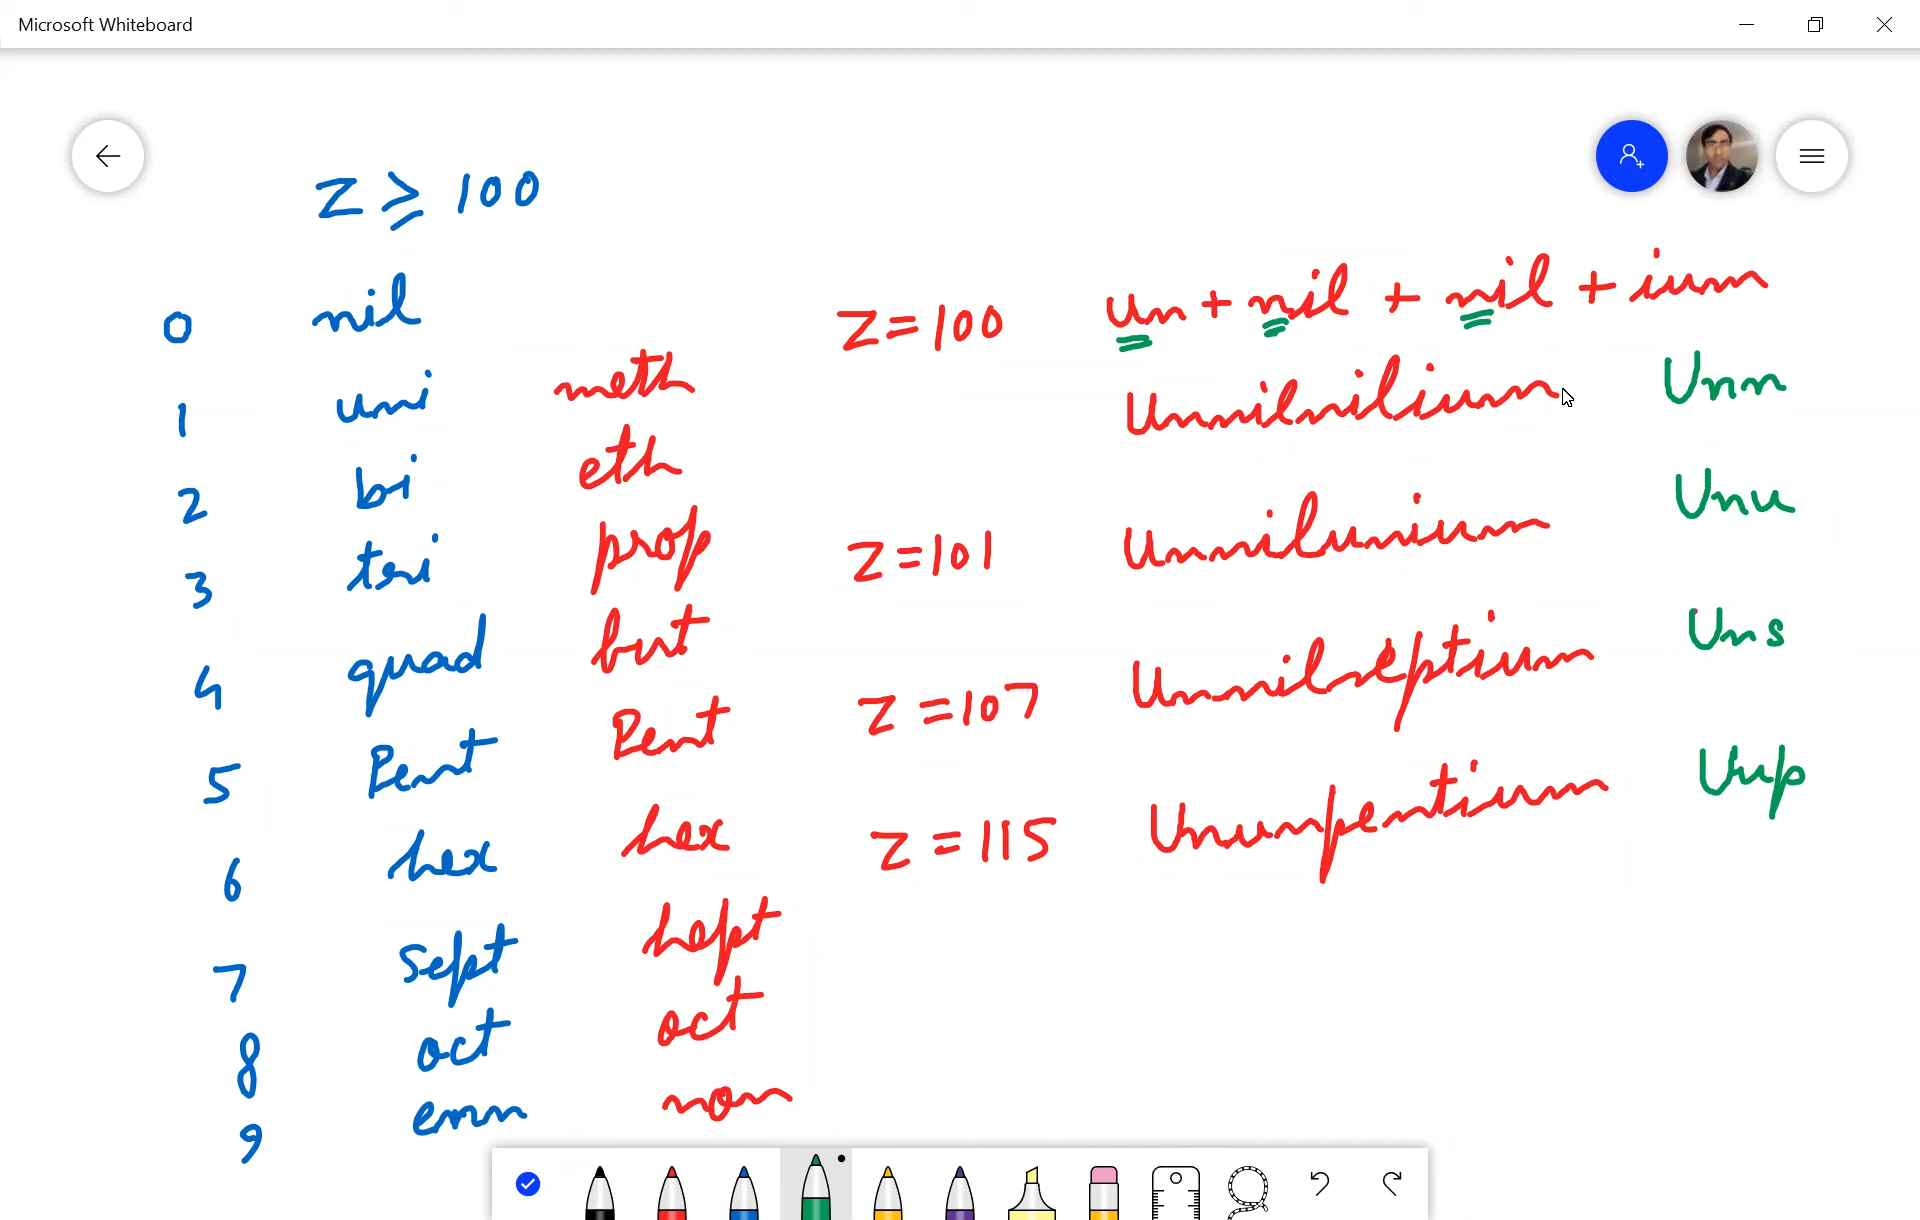 Microsoft Whiteboard
Z ≥ 100
0 nil
Z=100 un + nil + nil + ium
1 uni meth
Unnilnilium Unn
2 bi eth
Unu
3 tri prop
Z=101 Unnilunium
4 quad but
Uns
Z=107 Unnilseptium
5 Pent Pent
Uup
6 hex hex
Z=115 Ununpentium
7 Sept hept
8 oct oct
9 enn non